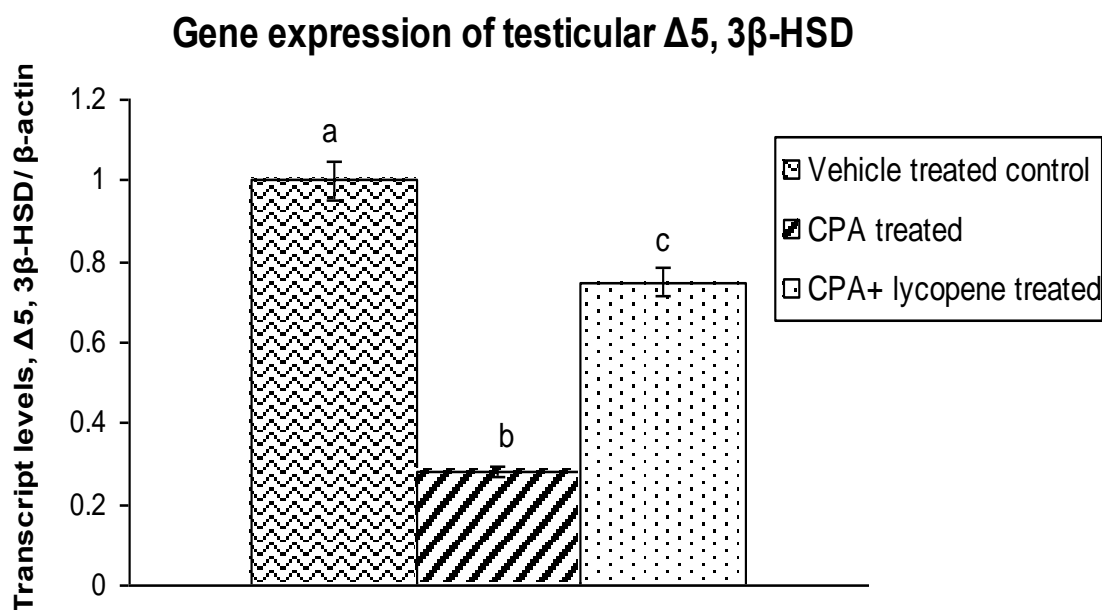 Gene expression of testicular Δ5, 3β-HSD
Transcript levels, Δ5, 3β-HSD/ β-actin
1.2
1
0.8
0.6
0.4
0.2
0
a
b
c
Vehicle treated control
CPA treated
CPA+ lycopene treated